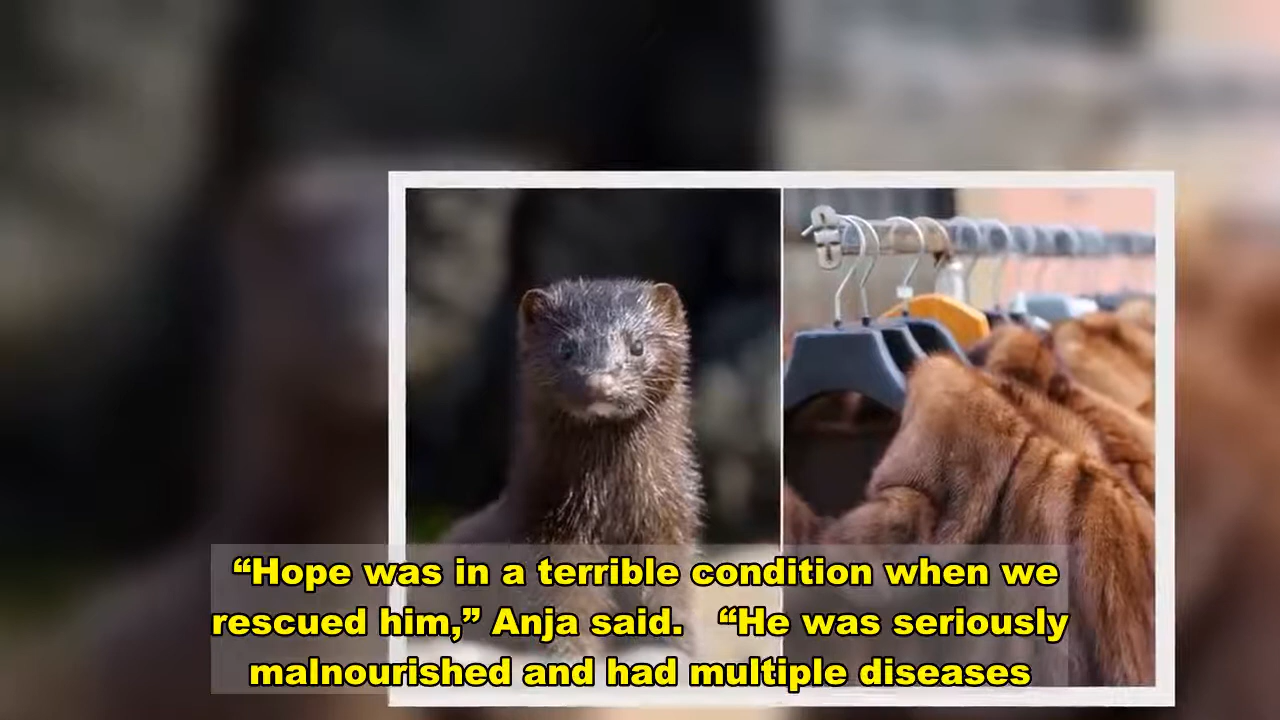 “Hope was in a terrible condition when we
rescued him,” Anja said.   “He was seriously
malnourished and had multiple diseases